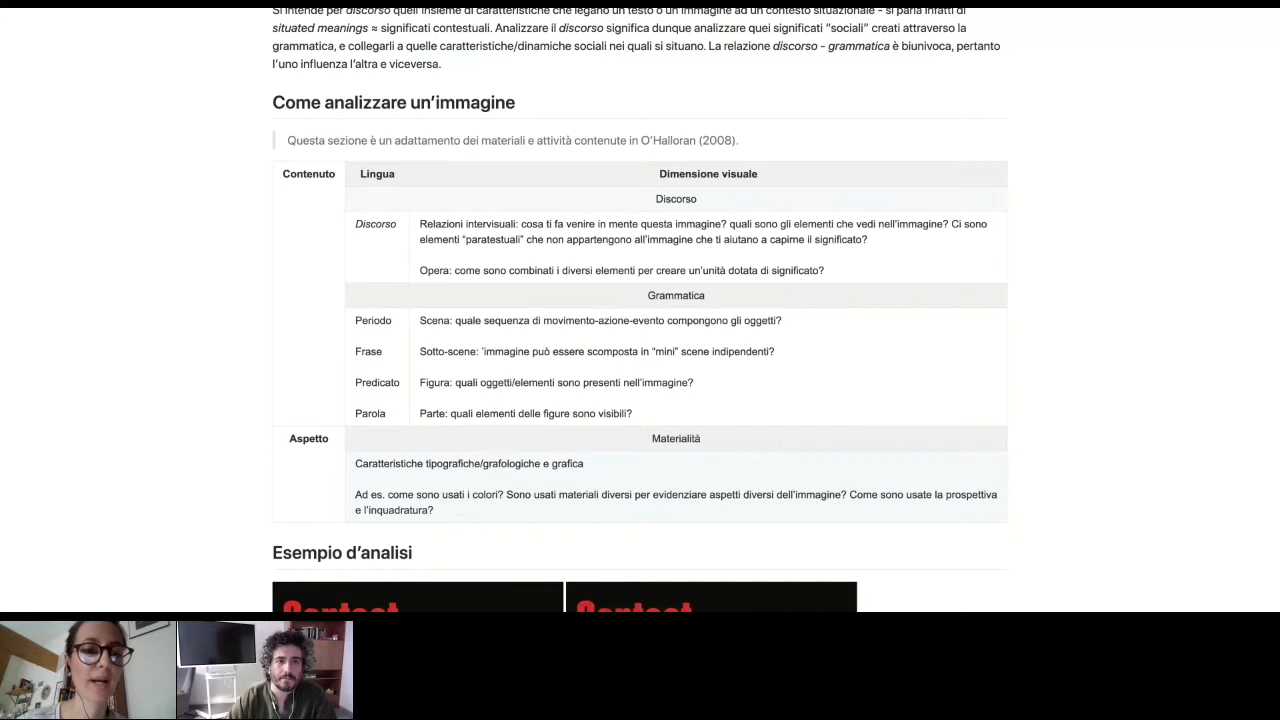 Si intende per discorso quell'insieme di caratteristiche che legano un testo o un'immagine ad un contesto situazionale - si parla infatti di
situated meanings ≈ significati contestuali. Analizzare il discorso significa dunque analizzare quei significati “sociali” creati attraverso la
grammatica, e collegarli a quelle caratteristiche/dinamiche sociali nei quali si situano. La relazione discorso - grammatica è biunivoca, pertanto
l'uno influenza l'altra e viceversa.
Come analizzare un'immagine
Questa sezione è un adattamento dei materiali e attività contenute in O'Halloran (2008).
Contenuto Lingua Dimensione visuale
Discorso
Discorso Relazioni intervisuali: cosa ti fa venire in mente questa immagine? quali sono gli elementi che vedi nell'immagine? Ci sono
elementi “paratestuali” che non appartengono all'immagine che ti aiutano a capirne il significato?
Opera: come sono combinati i diversi elementi per creare un'unità dotata di significato?
Grammatica
Periodo Scena: quale sequenza di movimento-azione-evento compongono gli oggetti?
Frase Sotto-scene: 'immagine può essere scomposta in “mini” scene indipendenti?
Predicato Figura: quali oggetti/elementi sono presenti nell'immagine?
Parola Parte: quali elementi delle figure sono visibili?
Aspetto Materialità
Caratteristiche tipografiche/grafologiche e grafica
Ad es. come sono usati i colori? Sono usati materiali diversi per evidenziare aspetti diversi dell'immagine? Come sono usate la prospettiva
e l'inquadratura?
Esempio d'analisi